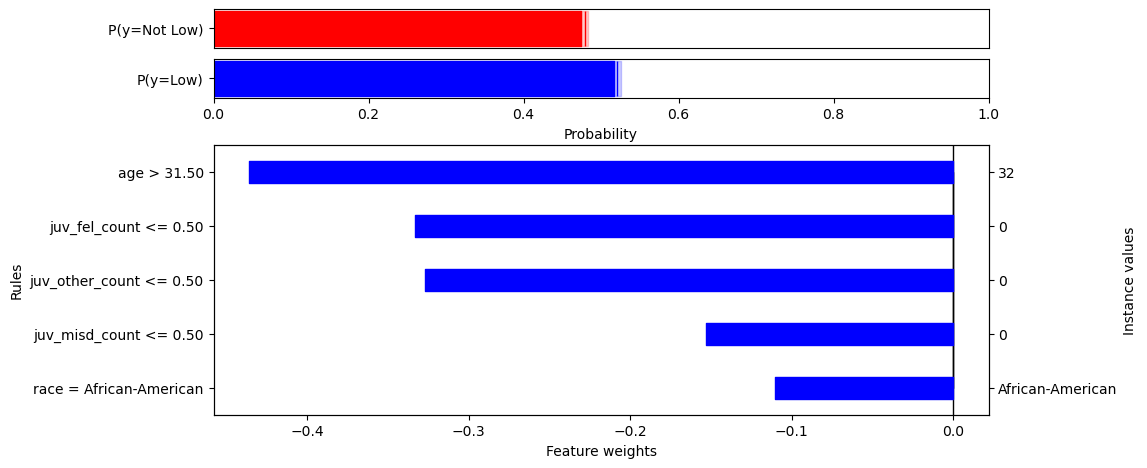 P(y=Not Low)
P(y=Low)
0.0 0.2 0.4 0.6 0.8 1.0
Probability
age > 31.50 32
juv_fel_count <= 0.50 0
juv_other_count <= 0.50 0
juv_misd_count <= 0.50 0
race = African-American African-American
Rules
Instance values
−0.4 −0.3 −0.2 −0.1 0.0
Feature weights